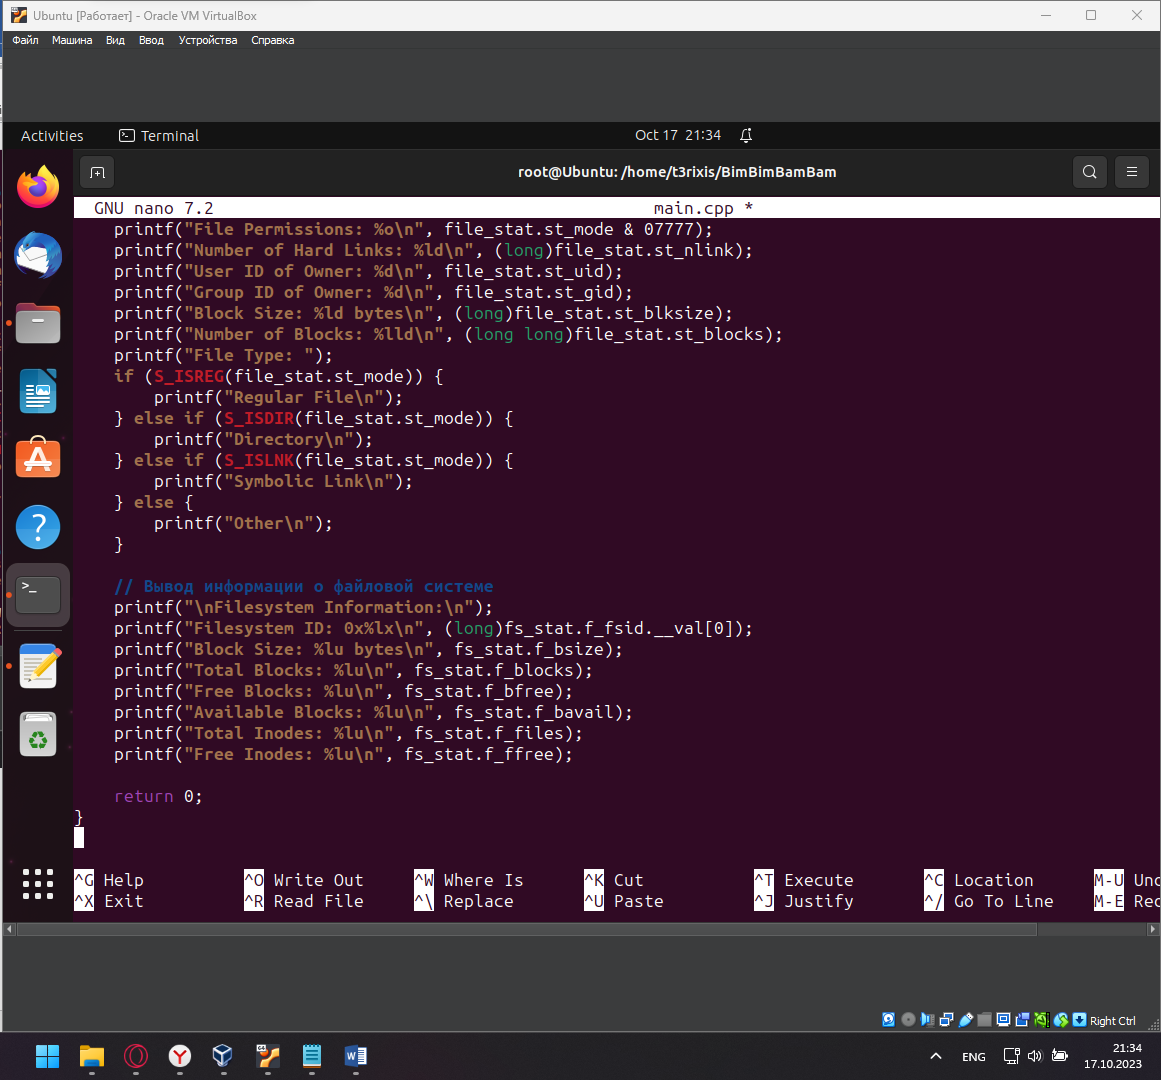 Ubuntu [Работает] - Oracle VM VirtualBox
Файл Машина Вид Ввод Устройства Справка
Activities Terminal Oct 17 21:34
root@Ubuntu: /home/t3rixis/BimBimBamBam
GNU nano 7.2 main.cpp *
printf("File Permissions: %o\n", file_stat.st_mode & 07777);
printf("Number of Hard Links: %ld\n", (long)file_stat.st_nlink);
printf("User ID of Owner: %d\n", file_stat.st_uid);
printf("Group ID of Owner: %d\n", file_stat.st_gid);
printf("Block Size: %ld bytes\n", (long)file_stat.st_blksize);
printf("Number of Blocks: %lld\n", (long long)file_stat.st_blocks);
printf("File Type: ");
if (S_ISREG(file_stat.st_mode)) {
printf("Regular File\n");
} else if (S_ISDIR(file_stat.st_mode)) {
printf("Directory\n");
} else if (S_ISLNK(file_stat.st_mode)) {
printf("Symbolic Link\n");
} else {
printf("Other\n");
}
// Вывод информации о файловой системе
printf("\nFilesystem Information:\n");
printf("Filesystem ID: 0x%lx\n", (long)fs_stat.f_fsid.__val[0]);
printf("Block Size: %lu bytes\n", fs_stat.f_bsize);
printf("Total Blocks: %lu\n", fs_stat.f_blocks);
printf("Free Blocks: %lu\n", fs_stat.f_bfree);
printf("Available Blocks: %lu\n", fs_stat.f_bavail);
printf("Total Inodes: %lu\n", fs_stat.f_files);
printf("Free Inodes: %lu\n", fs_stat.f_ffree);
return 0;
}
^G Help ^O Write Out ^W Where Is ^K Cut ^T Execute ^C Location M-U Und
^X Exit ^R Read File ^\ Replace ^U Paste ^J Justify ^/ Go To Line M-E Red
Right Ctrl
ENG 21:34
17.10.2023